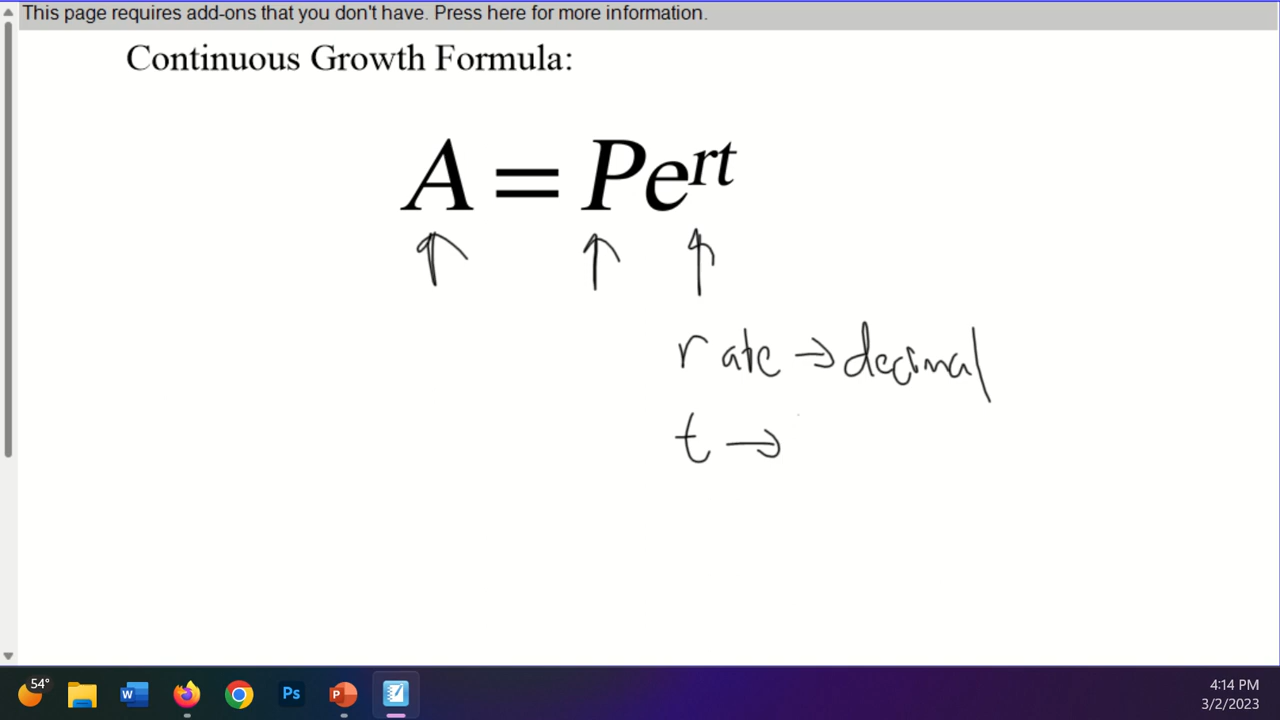 This page requires add-ons that you don't have. Press here for more information.
Continuous Growth Formula:
A = Pe^rt
rate → decimal
t →
54°
W
Ps
P
4:14 PM
3/2/2023